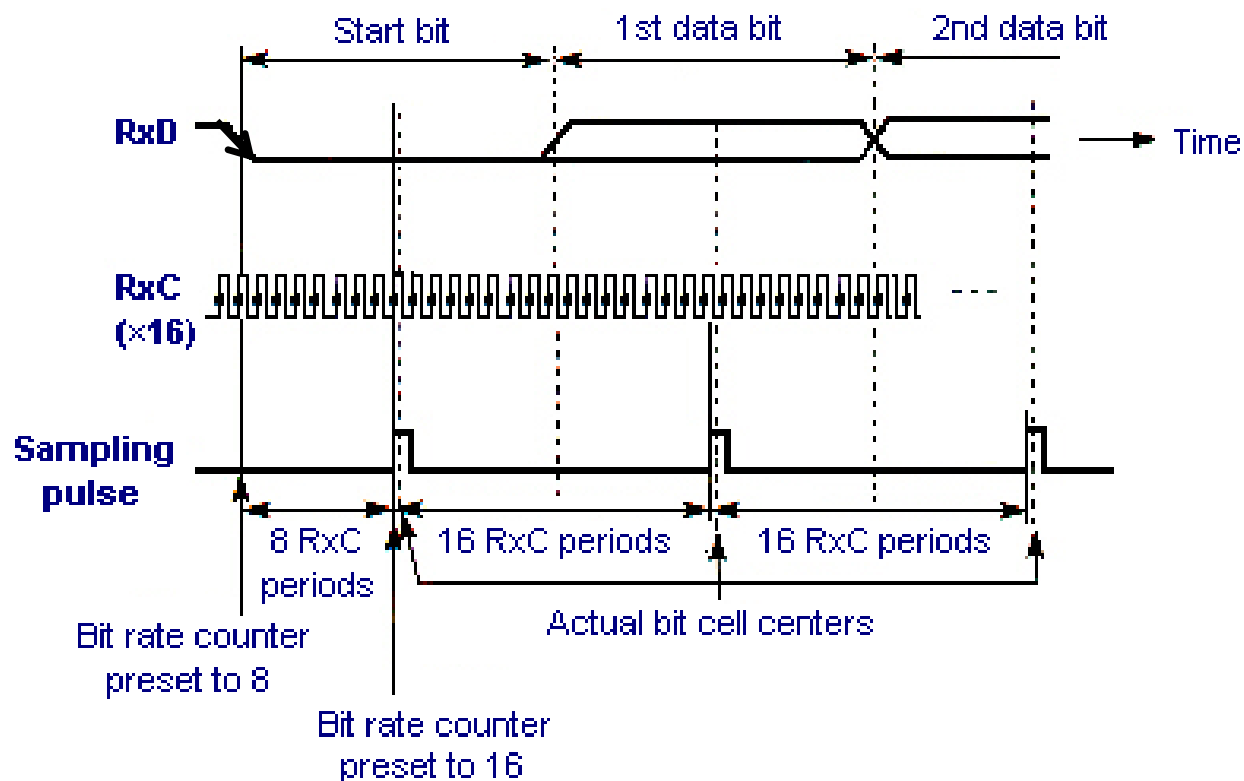 Start bit
1st data bit
2nd data bit
RxD
Time
RxC
(×16)
Sampling
pulse
8 RxC
periods
16 RxC periods
16 RxC periods
Actual bit cell centers
Bit rate counter
preset to 8
Bit rate counter
preset to 16